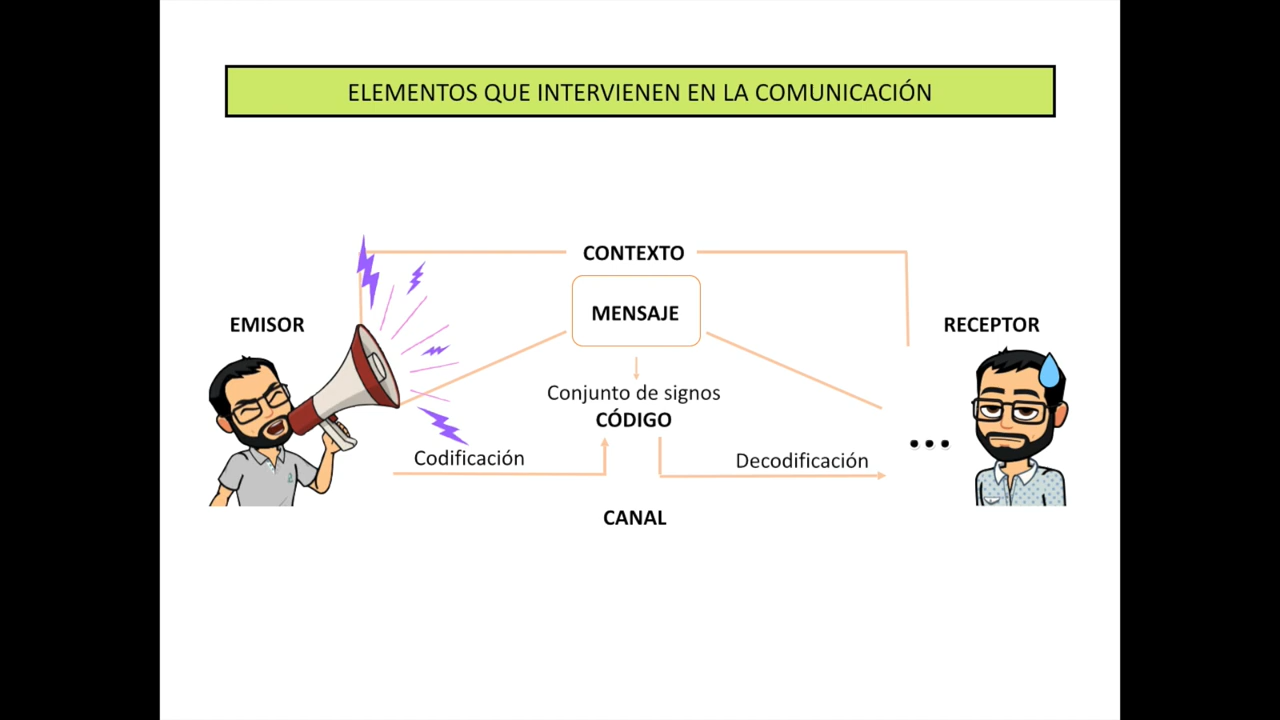 ELEMENTOS QUE INTERVIENEN EN LA COMUNICACIÓN
CONTEXTO
MENSAJE
EMISOR
RECEPTOR
Conjunto de signos
CÓDIGO
Codificación
Decodificación
CANAL